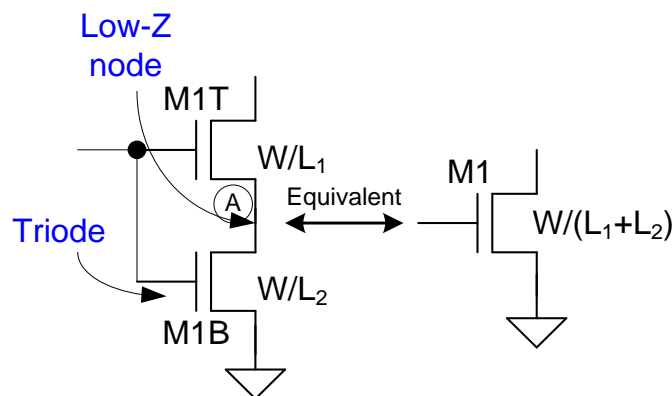 Low-Z
node
M1T
W/L₁
A
Equivalent
M1
W/(L₁+L₂)
Triode
W/L₂
M1B